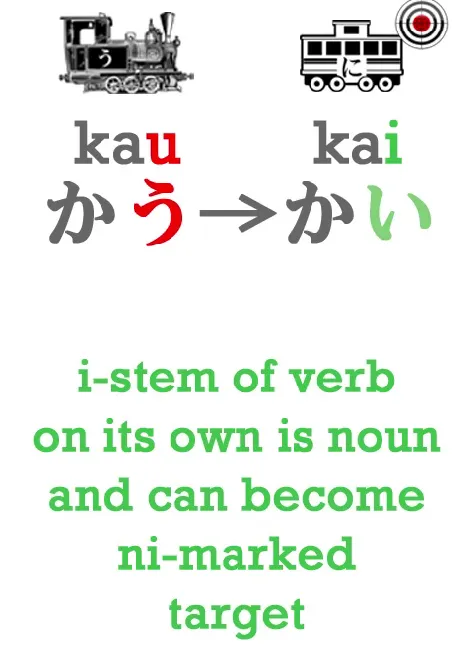 う に
kau kai
かう→かい
i-stem of verb
on its own is noun
and can become
ni-marked
target